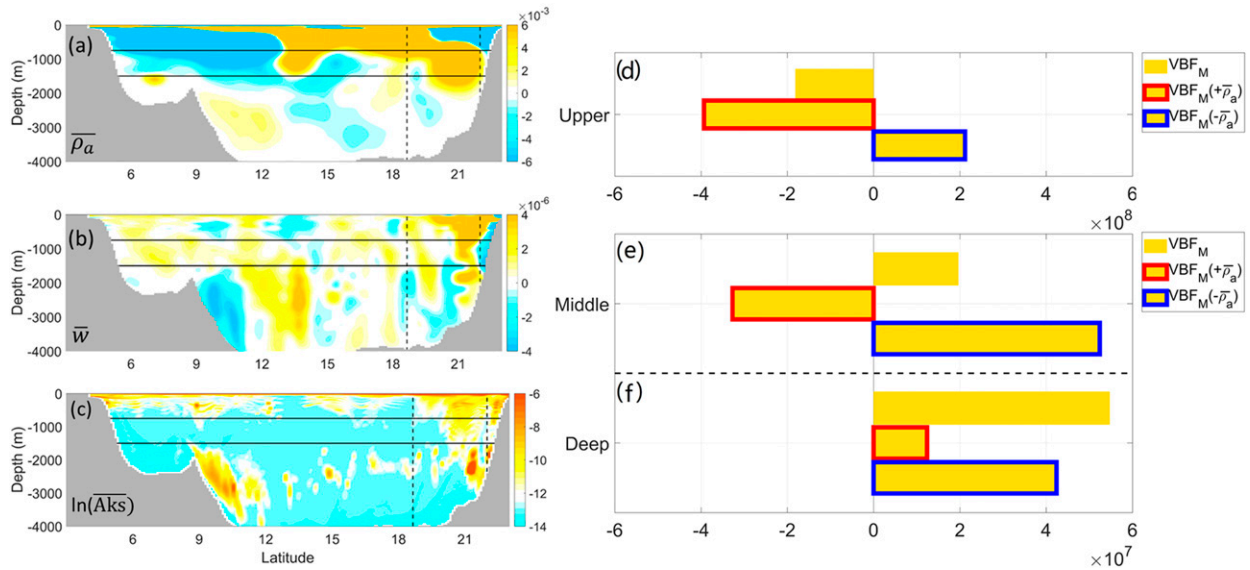 (a)
Depth (m)
0
-1000
-2000
-3000
-4000
ρₐ
6 9 12 15 18 21
×10⁻³
6
4
2
0
-2
-4
-6
(b)
Depth (m)
0
-1000
-2000
-3000
-4000
w
6 9 12 15 18 21
×10⁻⁶
4
2
0
-2
-4
(c)
Depth (m)
0
-1000
-2000
-3000
-4000
ln(Aks)
6 9 12 15 18 21
Latitude
-6
-8
-10
-12
-14
(d)
Upper
VBF_M
VBF_M(+ρ̅ₐ)
VBF_M(-ρ̅ₐ)
-6 -4 -2 0 2 4 6
×10⁸
(e)
Middle
VBF_M
VBF_M(+ρ̅ₐ)
VBF_M(-ρ̅ₐ)
(f)
Deep
-6 -4 -2 0 2 4 6
×10⁷